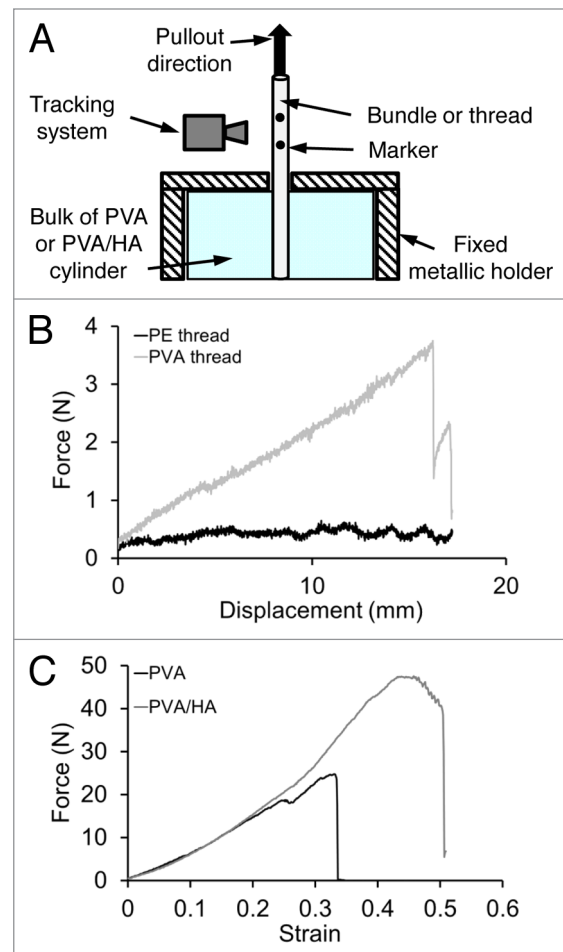 A
Pullout
direction
Tracking
system
Bundle or thread
Marker
Bulk of PVA
or PVA/HA
cylinder
Fixed
metallic holder
B
PE thread
PVA thread
Force (N)
4
3
2
1
0
0 10 20
Displacement (mm)
C
PVA
PVA/HA
Force (N)
50
40
30
20
10
0
0 0.1 0.2 0.3 0.4 0.5 0.6
Strain